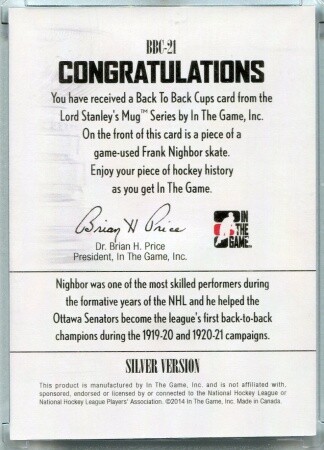 BBC-21
CONGRATULATIONS
You have received a Back To Back Cups card from the
Lord Stanley's Mug™ Series by In The Game, Inc.
On the front of this card is a piece of a
game-used Frank Nighbor skate.
Enjoy your piece of hockey history
as you get In The Game.
Brian H Price
IN
THE
GAME
Dr. Brian H. Price
President, In The Game, Inc.
Nighbor was one of the most skilled performers during
the formative years of the NHL and he helped the
Ottawa Senators become the league's first back-to-back
champions during the 1919-20 and 1920-21 campaigns.
SILVER VERSION
This product is manufactured by In The Game, Inc. and is not affiliated with,
sponsored, endorsed or licensed by or connected to the National Hockey League or
National Hockey League Players' Association. ©2014 In The Game, Inc. Made in Canada.